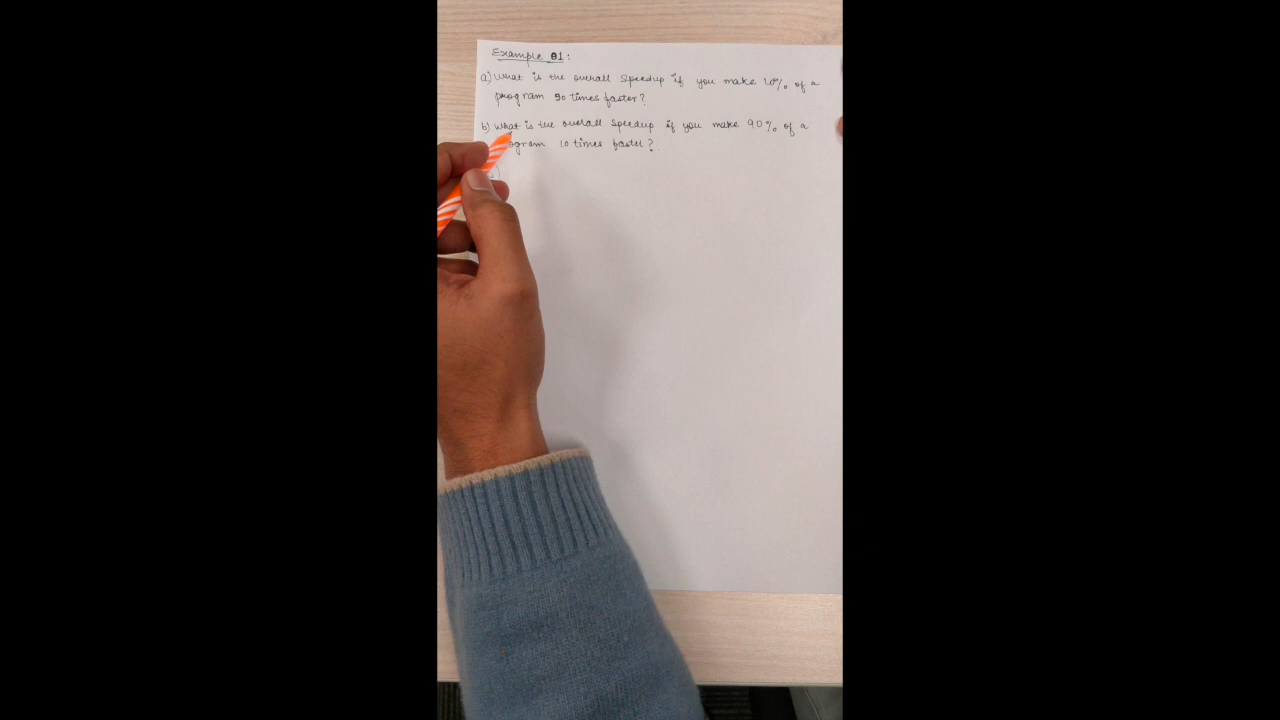 Example 01:
a) What is the overall speedup if you make 10% of a
program 90 times faster?
b) What is the overall speedup if you make 90% of a
ogram 10 times faster?